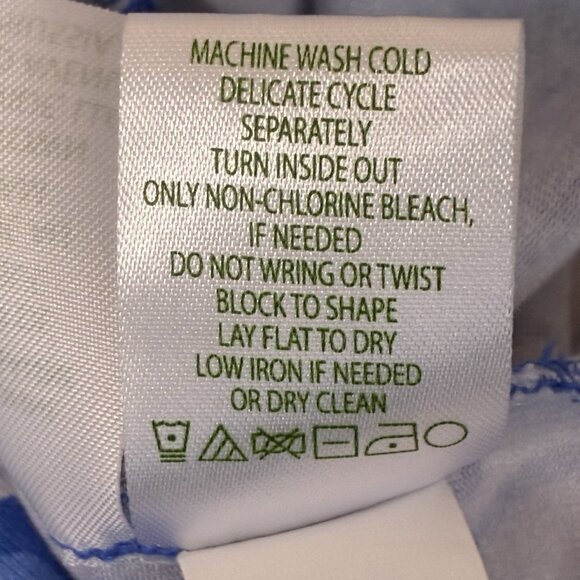 MACHINE WASH COLD
DELICATE CYCLE
SEPARATELY
TURN INSIDE OUT
ONLY NON-CHLORINE BLEACH,
IF NEEDED
DO NOT WRING OR TWIST
BLOCK TO SHAPE
LAY FLAT TO DRY
LOW IRON IF NEEDED
OR DRY CLEAN